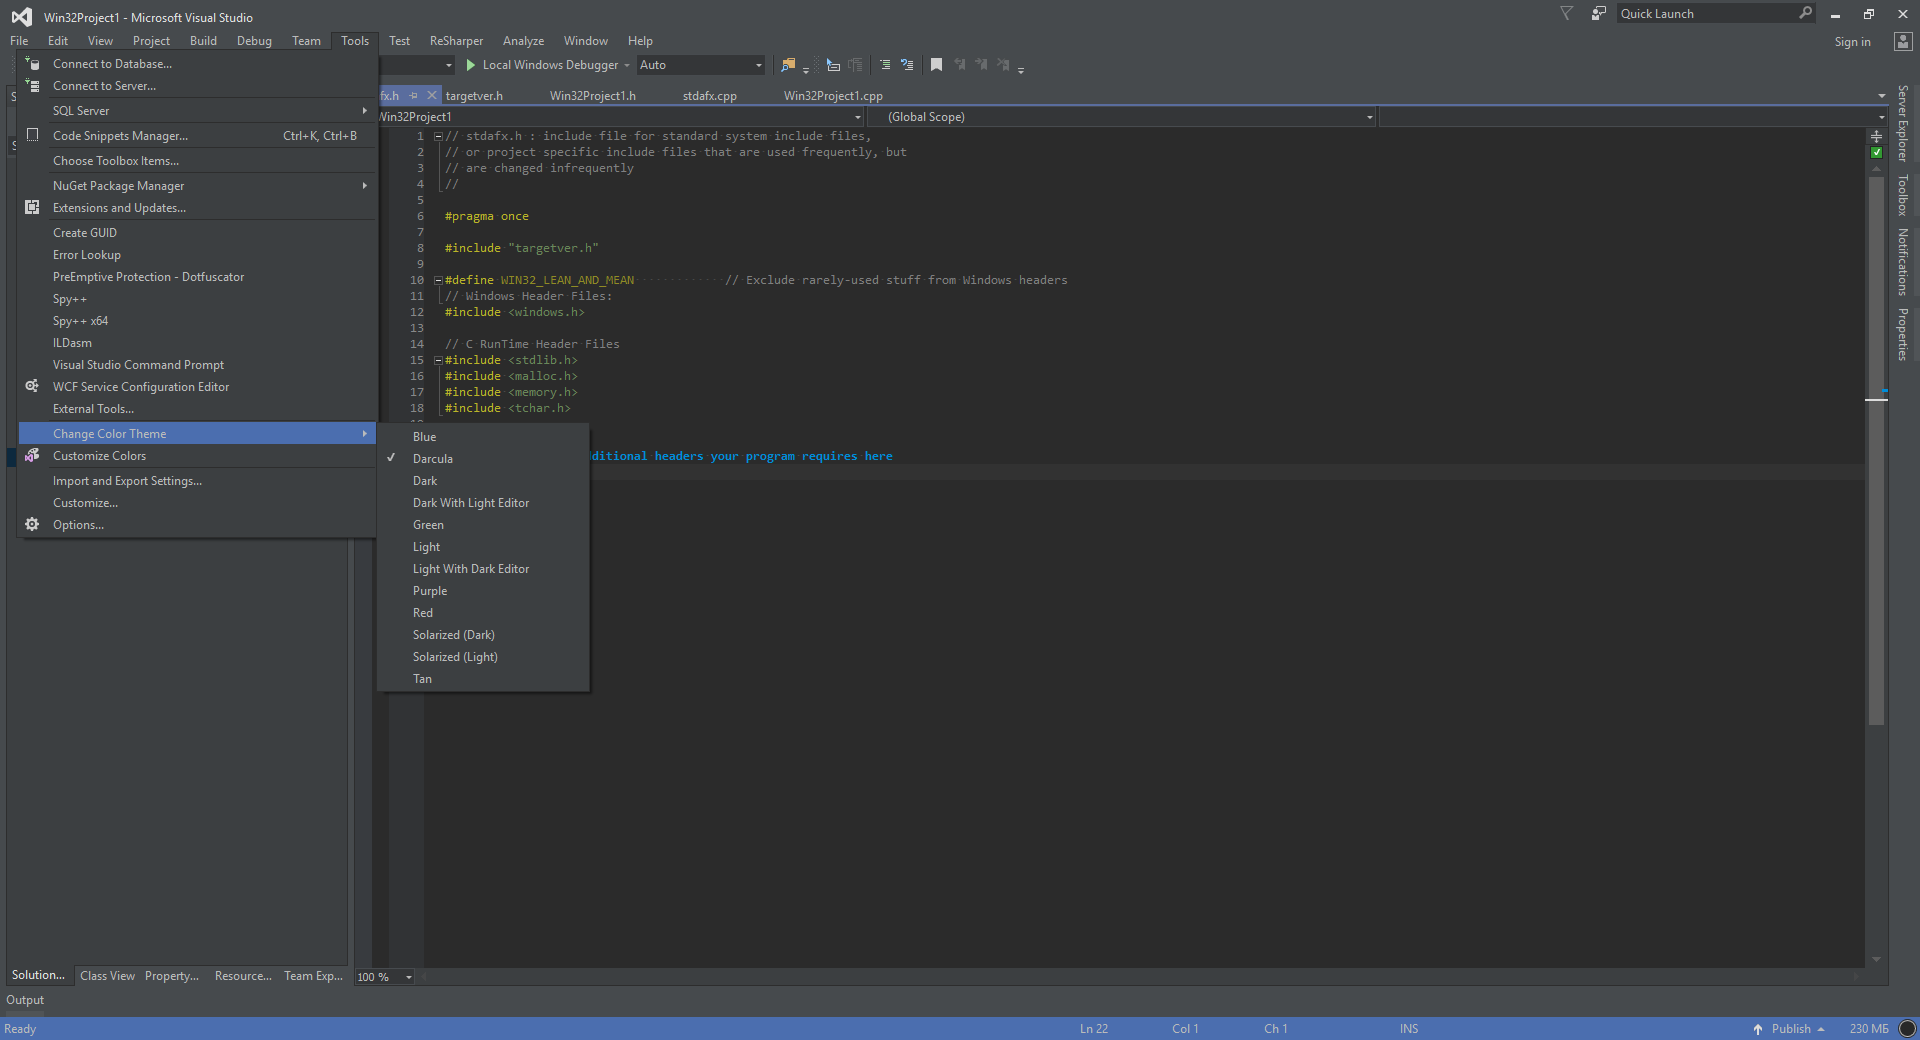 Win32Project1 - Microsoft Visual Studio
Quick Launch
File Edit View Project Build Debug Team Tools Test ReSharper Analyze Window Help
Sign in
Local Windows Debugger
Auto
fx.h
targetver.h
Win32Project1.h
stdafx.cpp
Win32Project1.cpp
Win32Project1
(Global Scope)
Connect to Database...
Connect to Server...
SQL Server
Code Snippets Manager... Ctrl+K, Ctrl+B
Choose Toolbox Items...
NuGet Package Manager
Extensions and Updates...
Create GUID
Error Lookup
PreEmptive Protection - Dotfuscator
Spy++
Spy++ x64
ILDasm
Visual Studio Command Prompt
WCF Service Configuration Editor
External Tools...
Change Color Theme
Customize Colors
Import and Export Settings...
Customize...
Options...
Blue
Darcula
Dark
Dark With Light Editor
Green
Light
Light With Dark Editor
Purple
Red
Solarized (Dark)
Solarized (Light)
Tan
1 // stdafx.h : include file for standard system include files,
2 // or project specific include files that are used frequently, but
3 // are changed infrequently
4 //
5
6 #pragma once
7
8 #include "targetver.h"
9
10 #define WIN32_LEAN_AND_MEAN // Exclude rarely-used stuff from Windows headers
11 // Windows Header Files:
12 #include <windows.h>
13
14 // C RunTime Header Files
15 #include <stdlib.h>
16 #include <malloc.h>
17 #include <memory.h>
18 #include <tchar.h>
ditional headers your program requires here
Server Explorer
Toolbox
Notifications
Properties
Solution...
Class View
Property...
Resource...
Team Exp...
100 %
Output
Ready
Ln 22
Col 1
Ch 1
INS
Publish
230 МБ